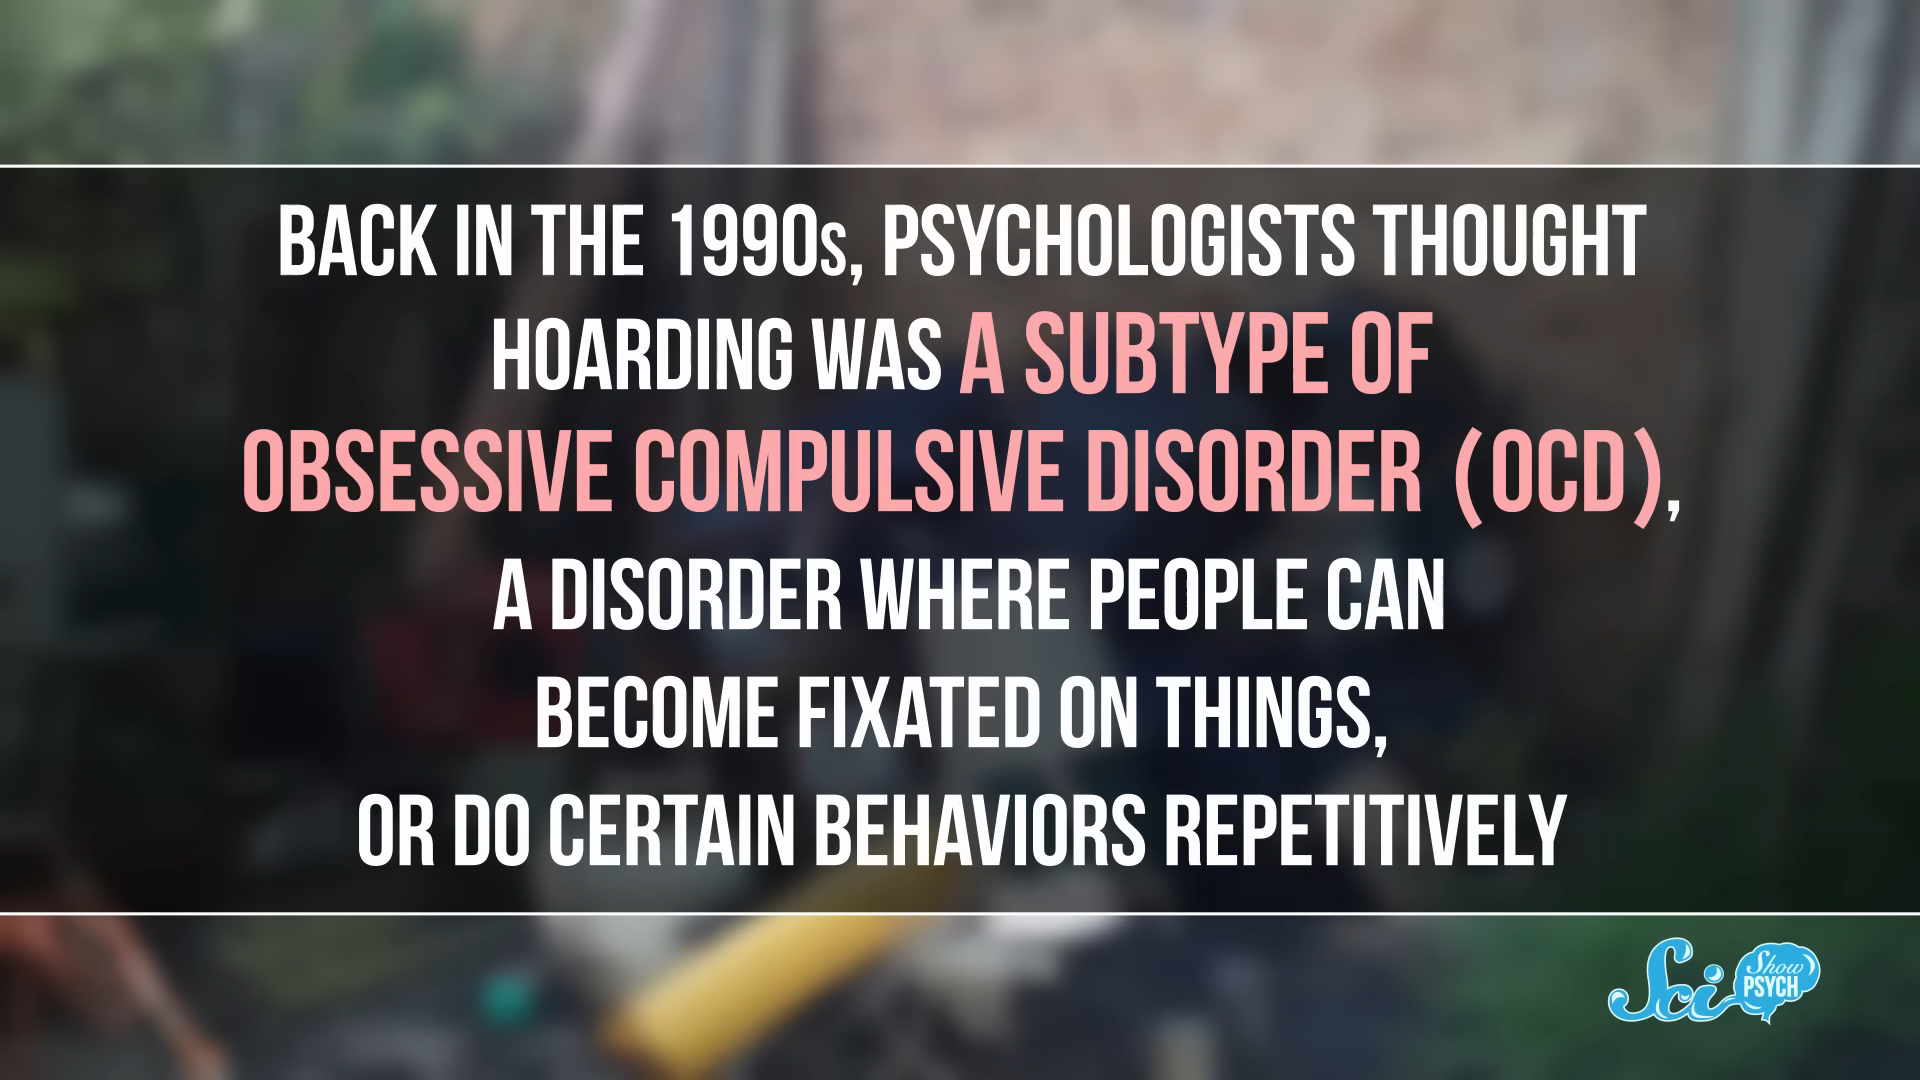 BACK IN THE 1990s, PSYCHOLOGISTS THOUGHT
HOARDING WAS A SUBTYPE OF
OBSESSIVE COMPULSIVE DISORDER (OCD),
A DISORDER WHERE PEOPLE CAN
BECOME FIXATED ON THINGS,
OR DO CERTAIN BEHAVIORS REPETITIVELY
Sci Show
PSYCH